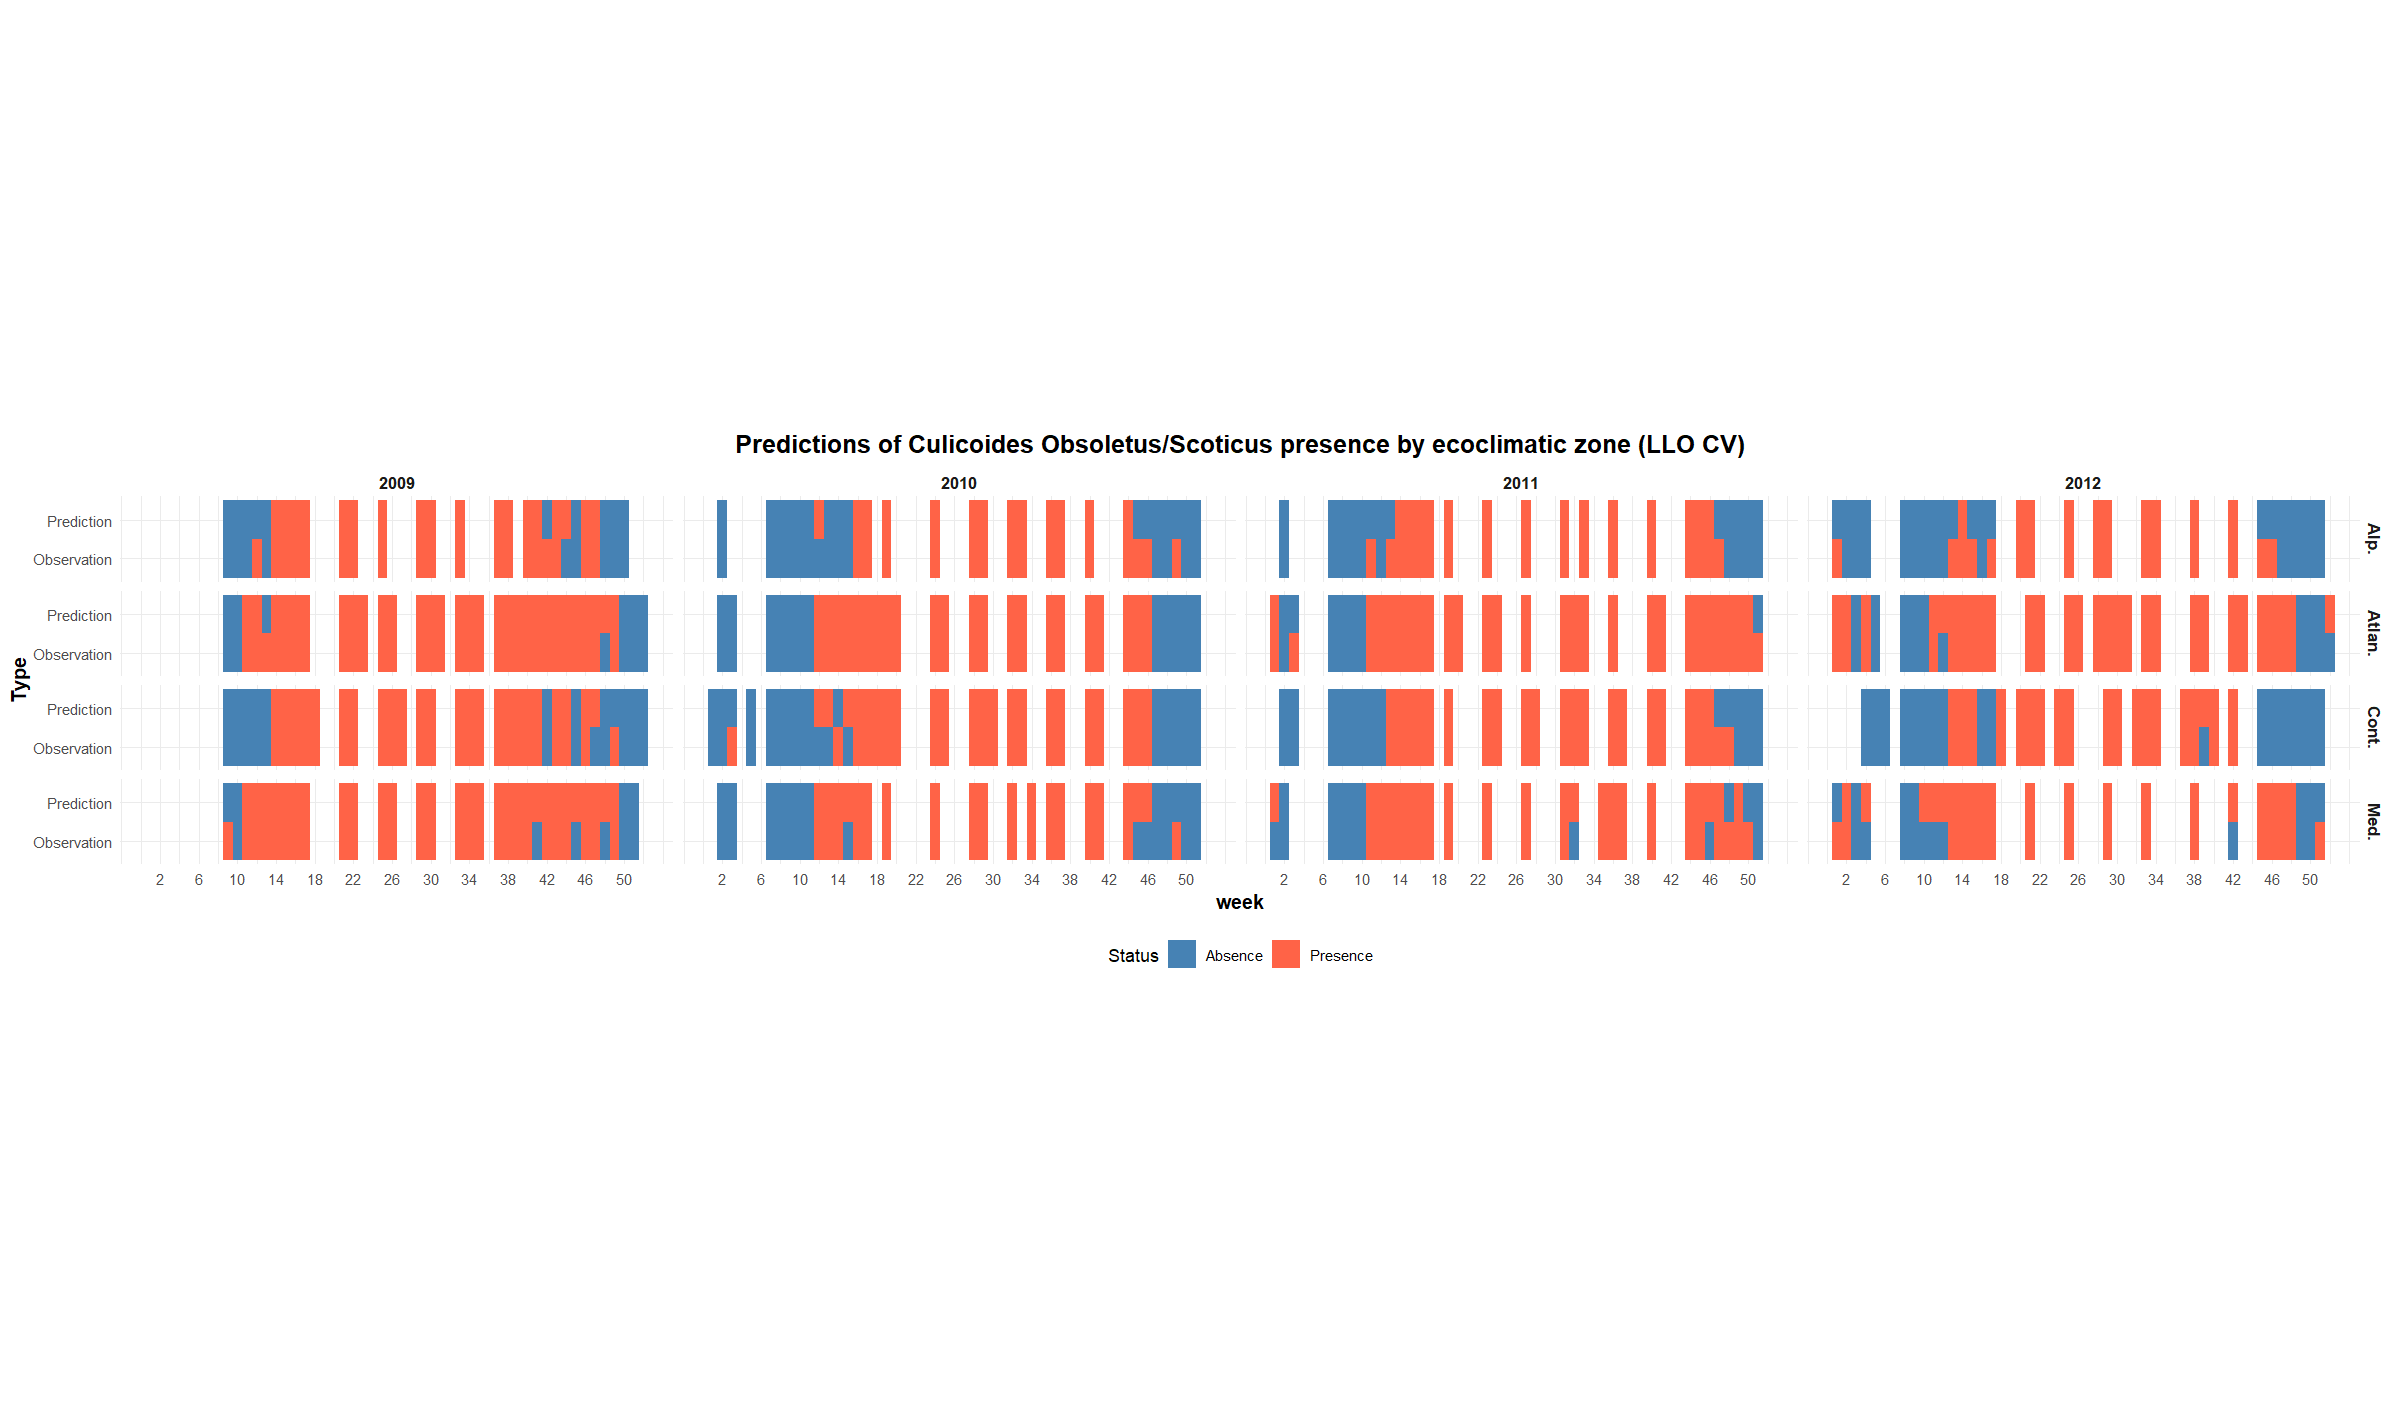 Predictions of Culicoides Obsoletus/Scoticus presence by ecoclimatic zone (LLO CV)
2009 2010 2011 2012
Prediction
Observation
Alp.
Prediction
Observation
Atlan.
Prediction
Observation
Cont.
Prediction
Observation
Med.
Type
2 6 10 14 18 22 26 30 34 38 42 46 50 2 6 10 14 18 22 26 30 34 38 42 46 50 2 6 10 14 18 22 26 30 34 38 42 46 50 2 6 10 14 18 22 26 30 34 38 42 46 50
week
Status Absence Presence